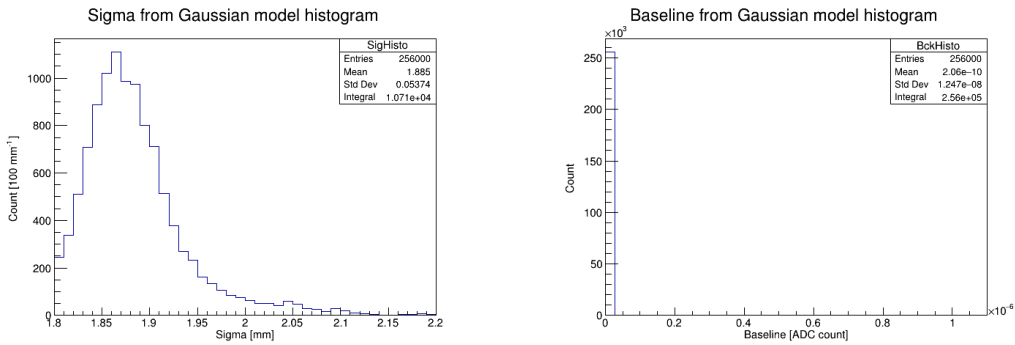 Sigma from Gaussian model histogram
SigHisto
Entries 256000
Mean 1.885
Std Dev 0.05374
Integral 1.071e+04
Count [100 mm⁻¹]
1000
800
600
400
200
0
1.8 1.85 1.9 1.95 2 2.05 2.1 2.15 2.2
Sigma [mm]
Baseline from Gaussian model histogram
×10³
BckHisto
Entries 256000
Mean 2.06e−10
Std Dev 1.247e−08
Integral 2.56e+05
Count
250
200
150
100
50
0
0 0.2 0.4 0.6 0.8 1
×10⁻⁶
Baseline [ADC count]